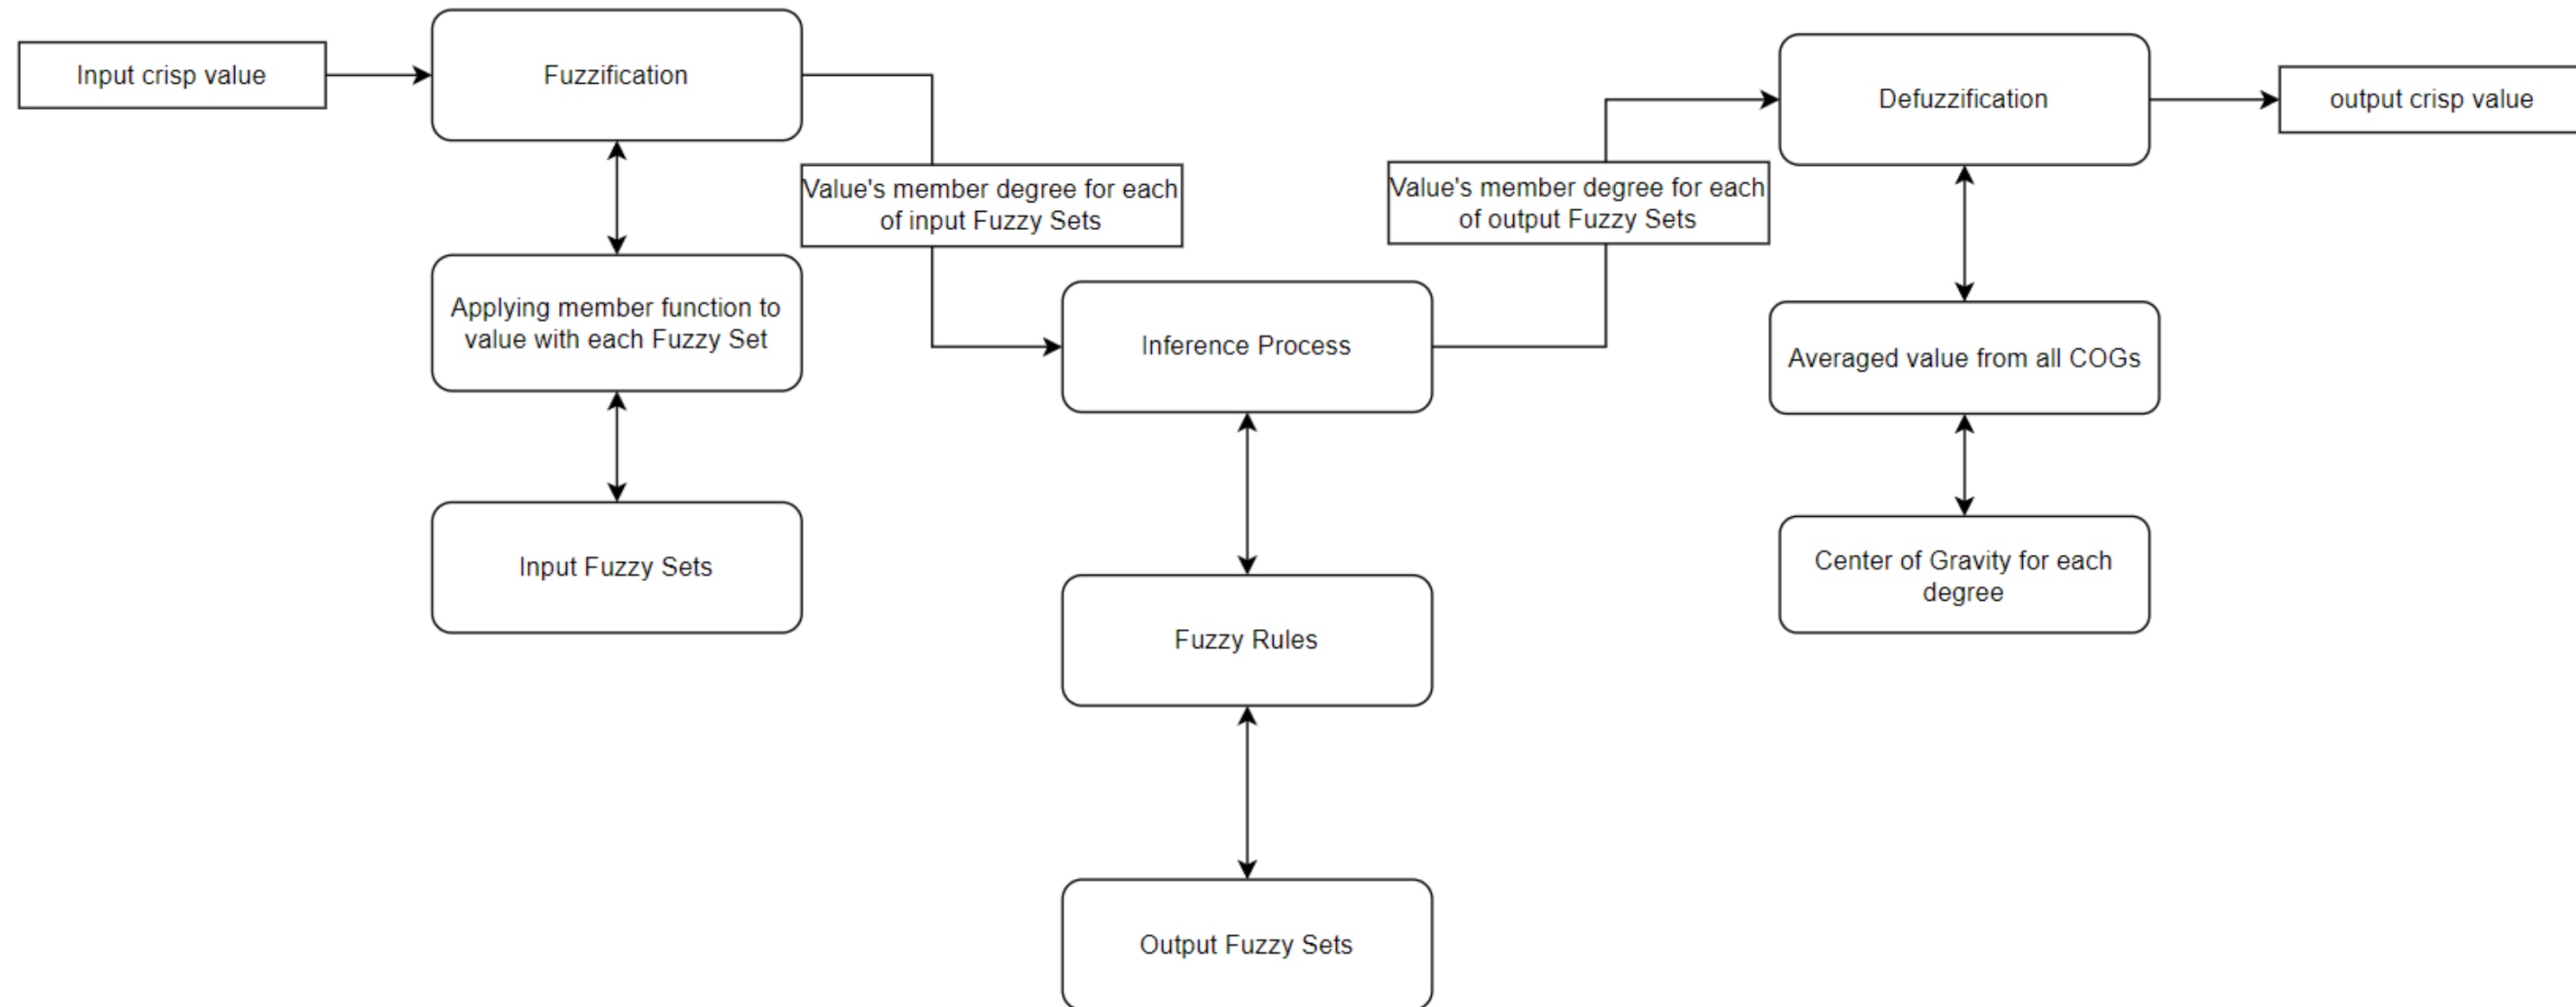 Input crisp value
Fuzzification
Value's member degree for each
of input Fuzzy Sets
Applying member function to
value with each Fuzzy Set
Input Fuzzy Sets
Inference Process
Fuzzy Rules
Output Fuzzy Sets
Value's member degree for each
of output Fuzzy Sets
Defuzzification
output crisp value
Averaged value from all COGs
Center of Gravity for each
degree